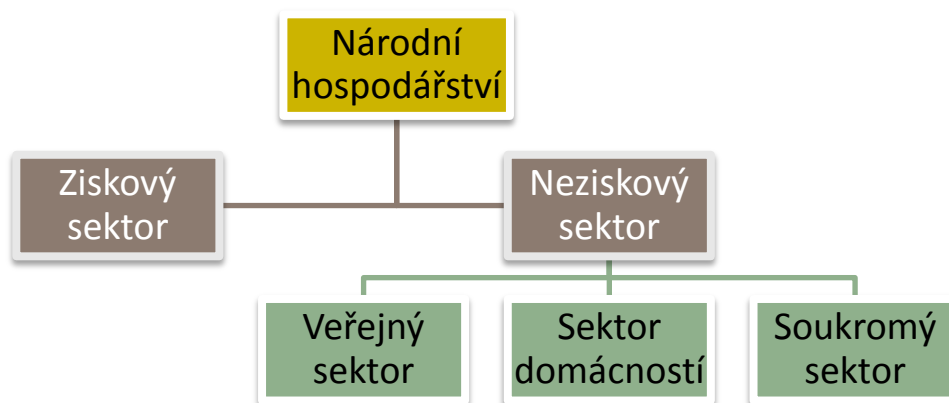 Národní
hospodářství
Ziskový
sektor
Neziskový
sektor
Veřejný
sektor
Sektor
domácností
Soukromý
sektor